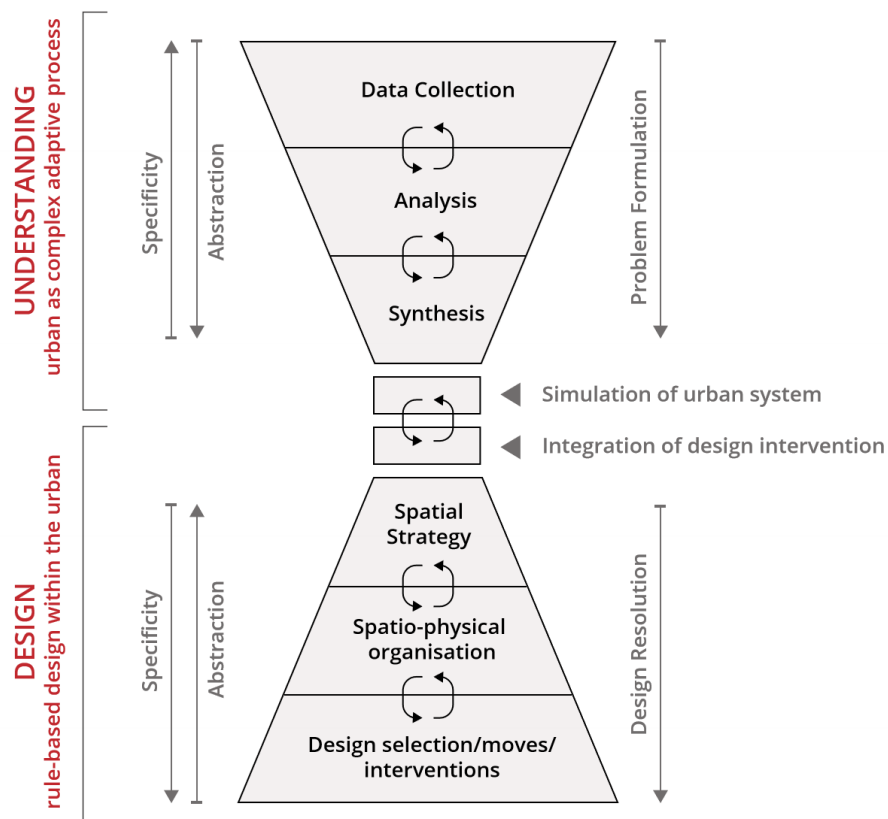 UNDERSTANDING
urban as complex adaptive process
Specificity
Abstraction
Data Collection
Analysis
Synthesis
Problem Formulation
Simulation of urban system
Integration of design intervention
DESIGN
rule-based design within the urban
Specificity
Abstraction
Spatial
Strategy
Spatio-physical
organisation
Design selection/moves/
interventions
Design Resolution